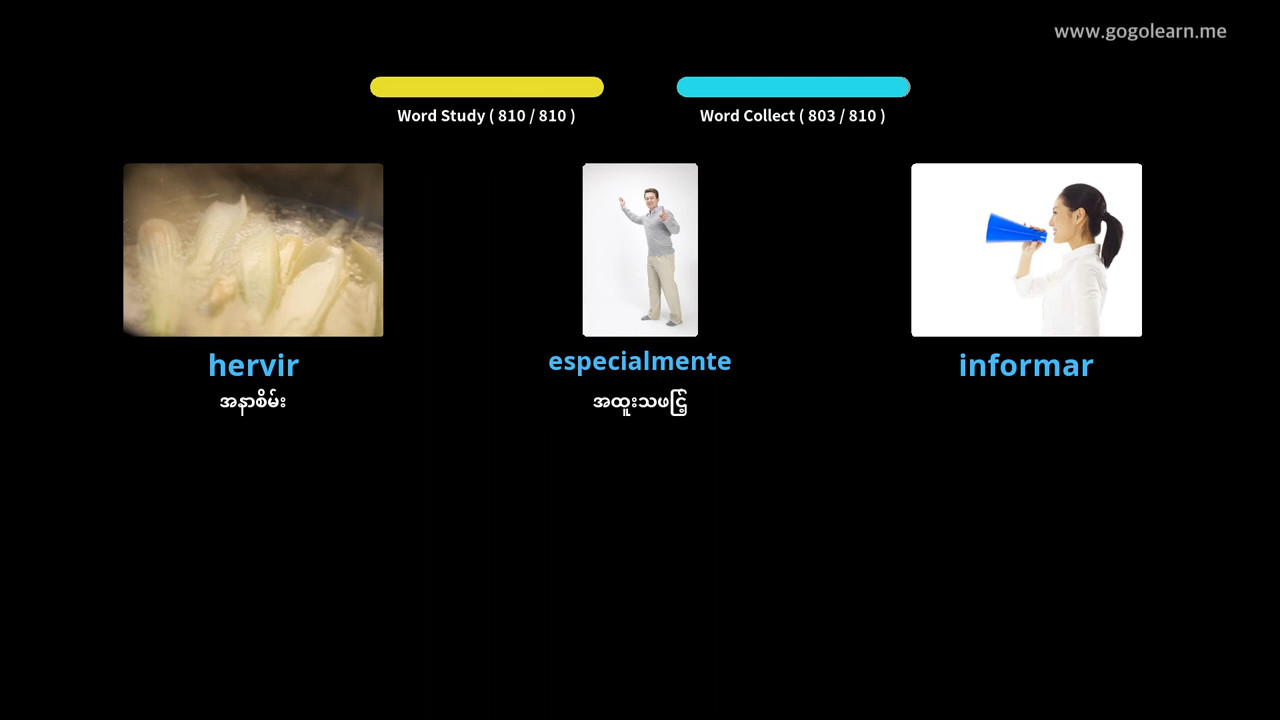 www.gogolearn.me
Word Study ( 810 / 810 )
Word Collect ( 803 / 810 )
hervir
especialmente
informar
အနာစိမ်း
အထူးသဖြင့်